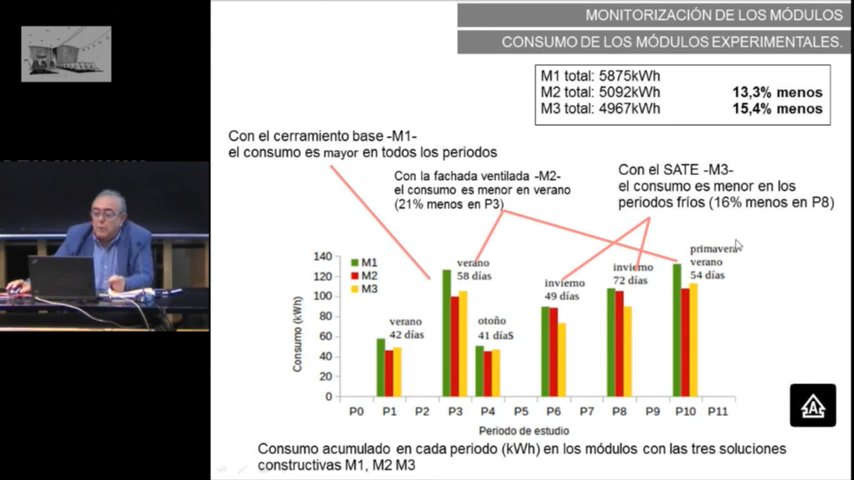 MONITORIZACIÓN DE LOS MÓDULOS
CONSUMO DE LOS MÓDULOS EXPERIMENTALES.
M1 total: 5875kWh
M2 total: 5092kWh 13,3% menos
M3 total: 4967kWh 15,4% menos
Con el cerramiento base -M1-
el consumo es mayor en todos los periodos
Con la fachada ventilada -M2-
el consumo es menor en verano
(21% menos en P3)
Con el SATE -M3-
el consumo es menor en los
periodos fríos (16% menos en P8)
M1
M2
M3
verano
42 días
verano
58 días
otoño
41 díaS
invierno
49 días
invierno
72 días
primavera
verano
54 días
Consumo (kWh)
140
120
100
80
60
40
20
0
P0 P1 P2 P3 P4 P5 P6 P7 P8 P9 P10 P11
Periodo de estudio
Consumo acumulado en cada periodo (kWh) en los módulos con las tres soluciones
constructivas M1, M2 M3